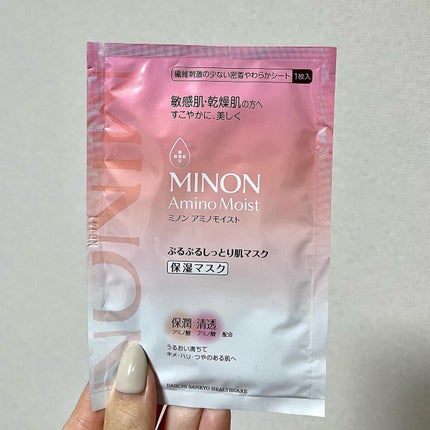 繊維刺激の少ない密着やわらかシート 1枚入
敏感肌・乾燥肌の方へ
すこやかに、美しく
MINON
Amino Moist
ミノン アミノモイスト
ぷるぷるしっとり肌マスク
保湿マスク
保潤 清透
アミノ酸 アミノ酸 配合
うるおい満ちて
キメ・ハリ・つやのある肌へ
DAIICHI SANKYO HEALTHCARE
MINON